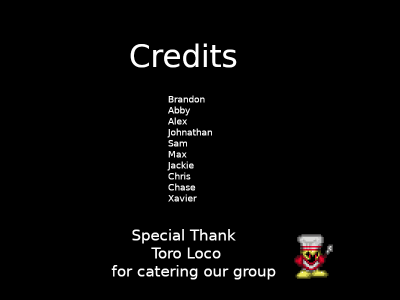 Credits
Brandon
Abby
Alex
Johnathan
Sam
Max
Jackie
Chris
Chase
Xavier
Special Thank
Toro Loco
for catering our group